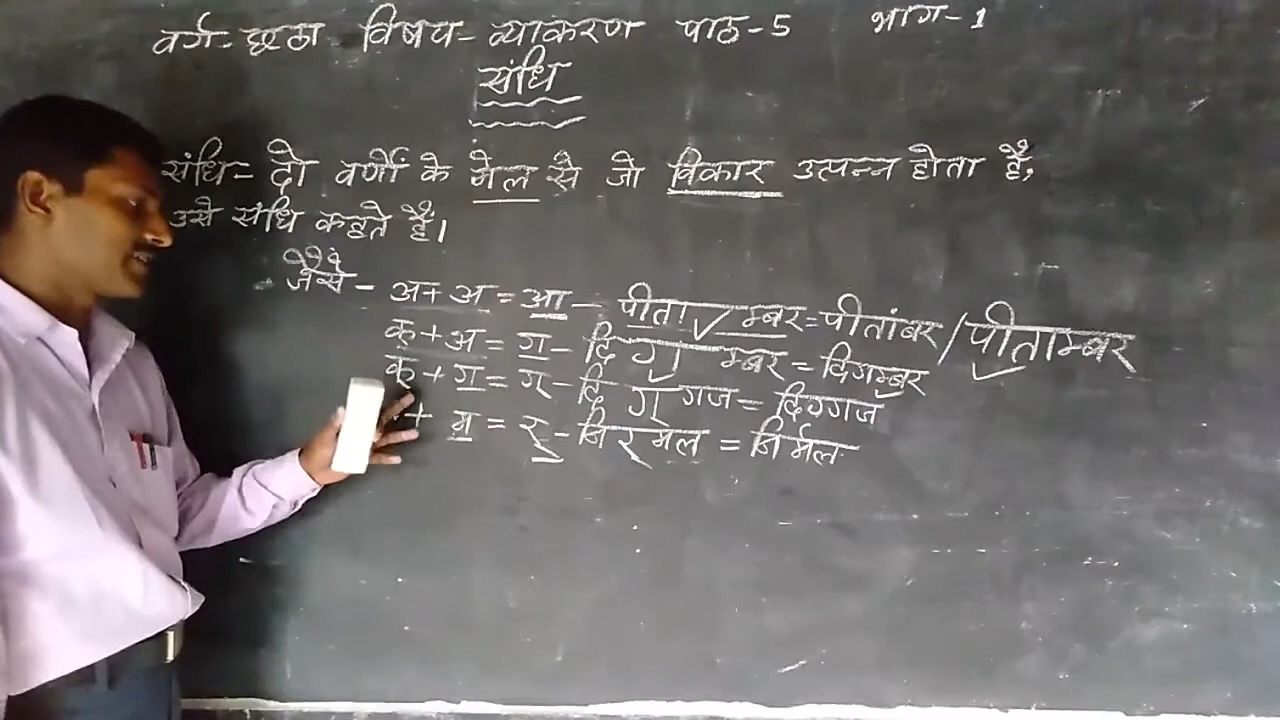 वर्ग-छठा विषय-व्याकरण पाठ-5 भाग-1
संधि
संधि- दो वर्णों के मेल से जो विकार उत्पन्न होता है,
उसे संधि कहते हैं।
जैसे- अ+अ=आ- पीता म्बर=पीतांबर/पीताम्बर
क्+अ=ग- दि ग म्बर=दिगम्बर
क्+ग=ग्- दि ग् गज=दिग्गज
+ म = र्- नि र् मल = निर्मल